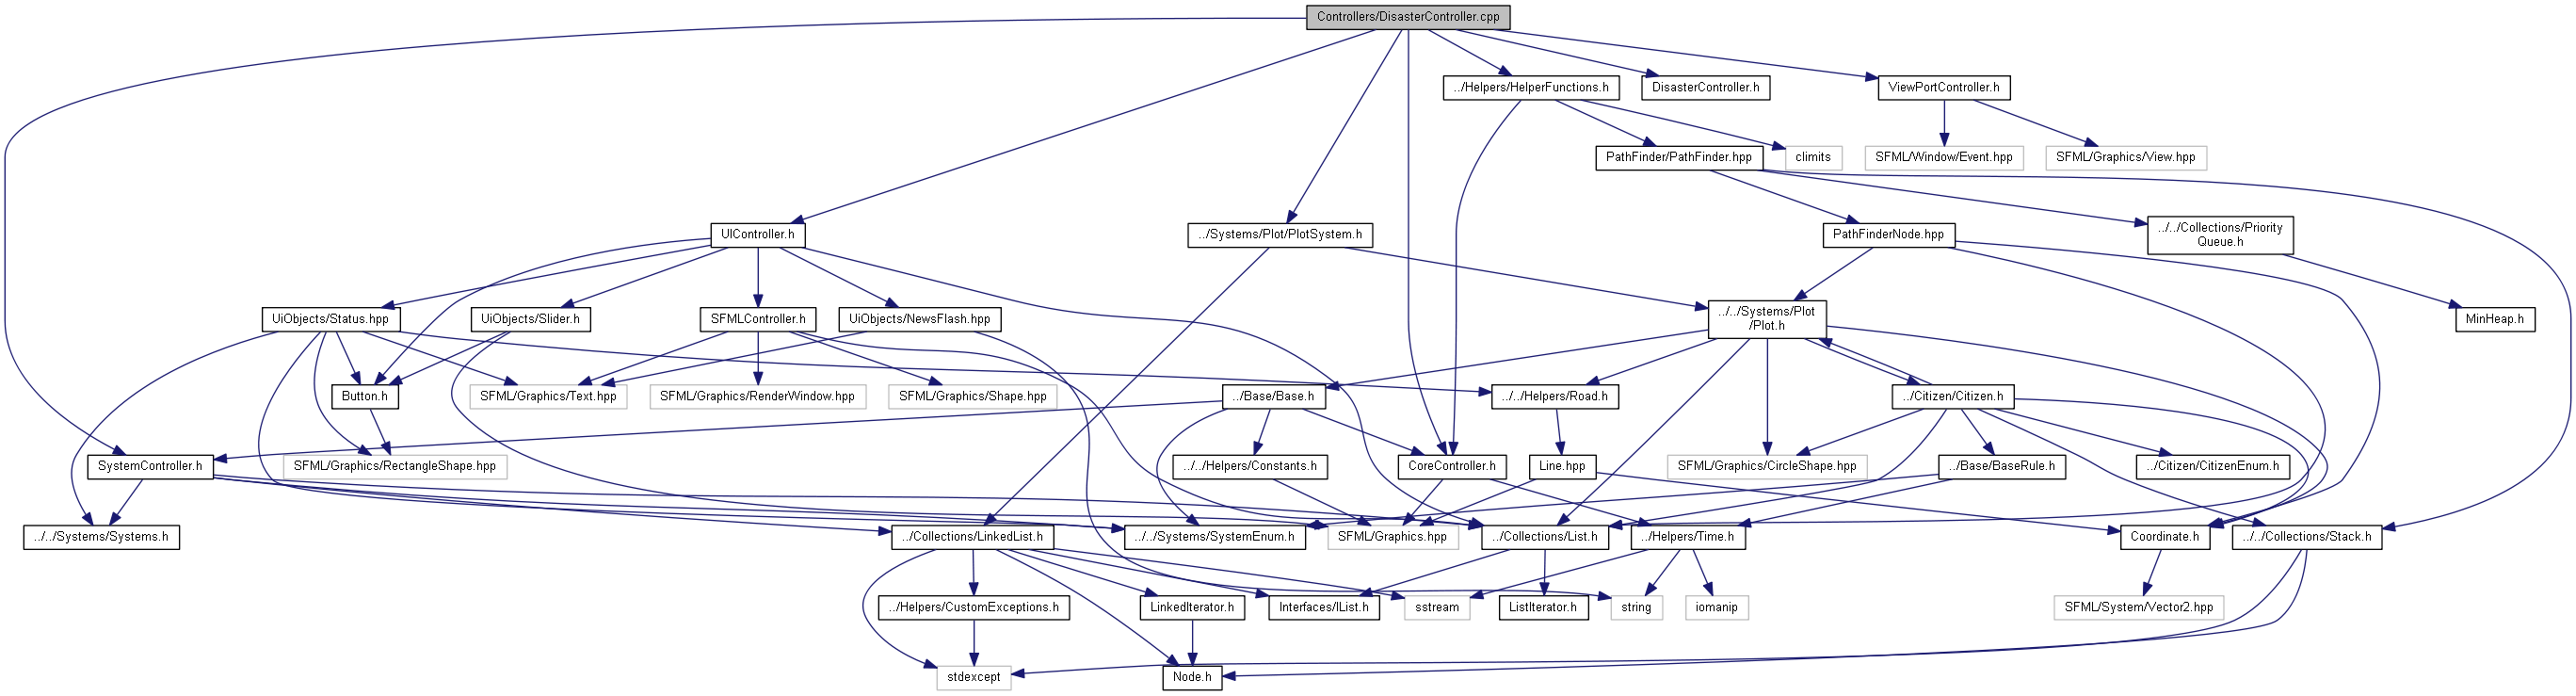 Controllers/DisasterController.cpp
../Helpers/HelperFunctions.h
DisasterController.h
ViewPortController.h
PathFinder/PathFinder.hpp
climits
SFML/Window/Event.hpp
SFML/Graphics/View.hpp
UIController.h
../Systems/Plot/PlotSystem.h
PathFinderNode.hpp
../../Collections/Priority
Queue.h
UiObjects/Status.hpp
UiObjects/Slider.h
SFMLController.h
UiObjects/NewsFlash.hpp
../../Systems/Plot
/Plot.h
MinHeap.h
Button.h
SFML/Graphics/Text.hpp
SFML/Graphics/RenderWindow.hpp
SFML/Graphics/Shape.hpp
../Base/Base.h
../../Helpers/Road.h
../Citizen/Citizen.h
SystemController.h
SFML/Graphics/RectangleShape.hpp
../../Helpers/Constants.h
CoreController.h
Line.hpp
SFML/Graphics/CircleShape.hpp
../Base/BaseRule.h
../Citizen/CitizenEnum.h
../../Systems/Systems.h
../Collections/LinkedList.h
../../Systems/SystemEnum.h
SFML/Graphics.hpp
../Collections/List.h
../Helpers/Time.h
Coordinate.h
../../Collections/Stack.h
../Helpers/CustomExceptions.h
LinkedIterator.h
Interfaces/IList.h
sstream
ListIterator.h
string
iomanip
SFML/System/Vector2.hpp
stdexcept
Node.h